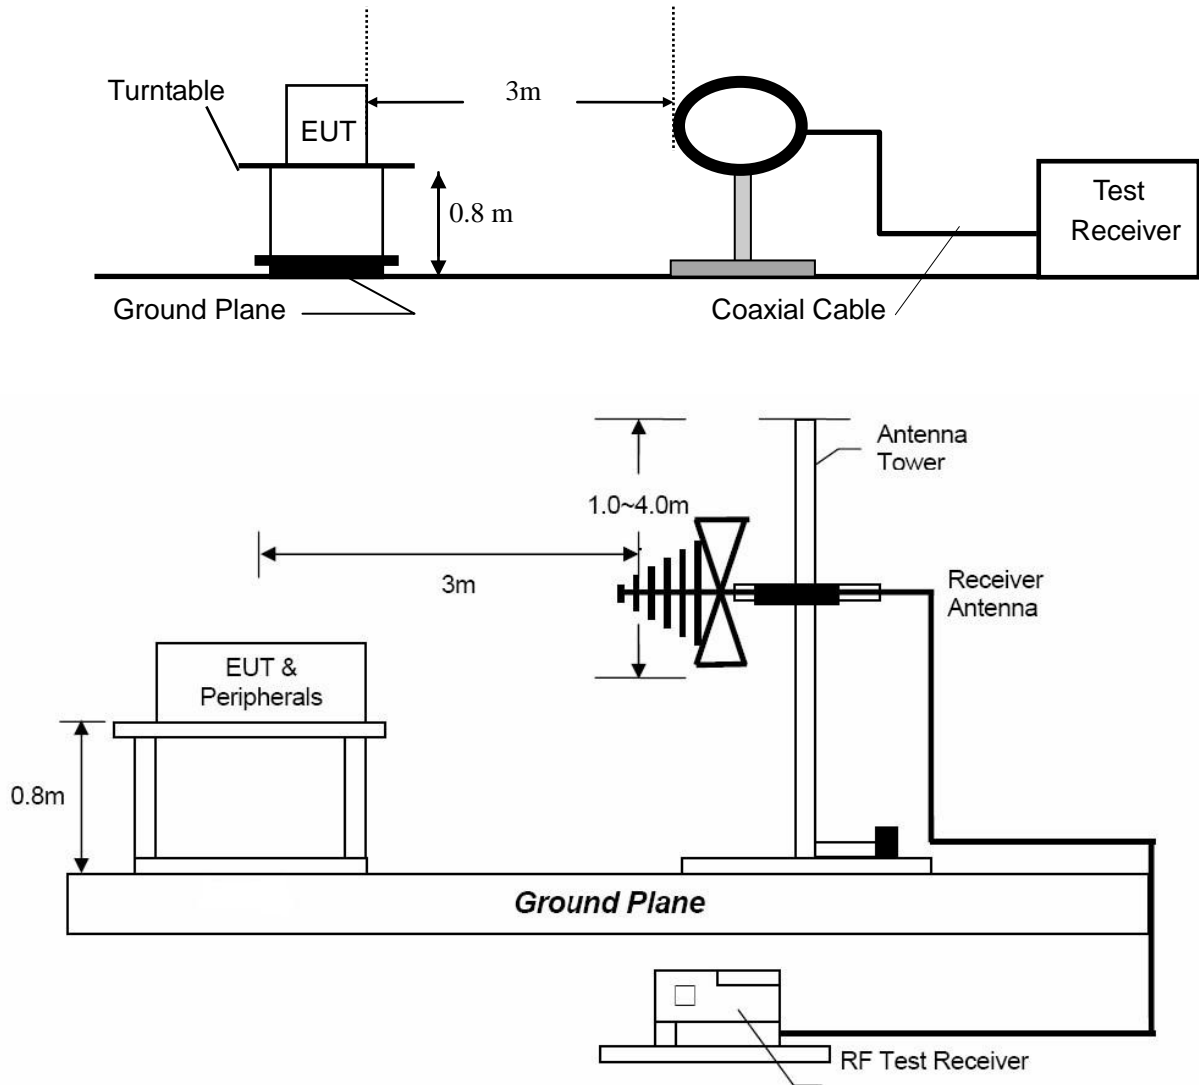 Turntable
3m
EUT
0.8 m
Test
Receiver
Ground Plane
Coaxial Cable
Antenna
Tower
1.0~4.0m
3m
Receiver
Antenna
EUT &
Peripherals
0.8m
Ground Plane
RF Test Receiver